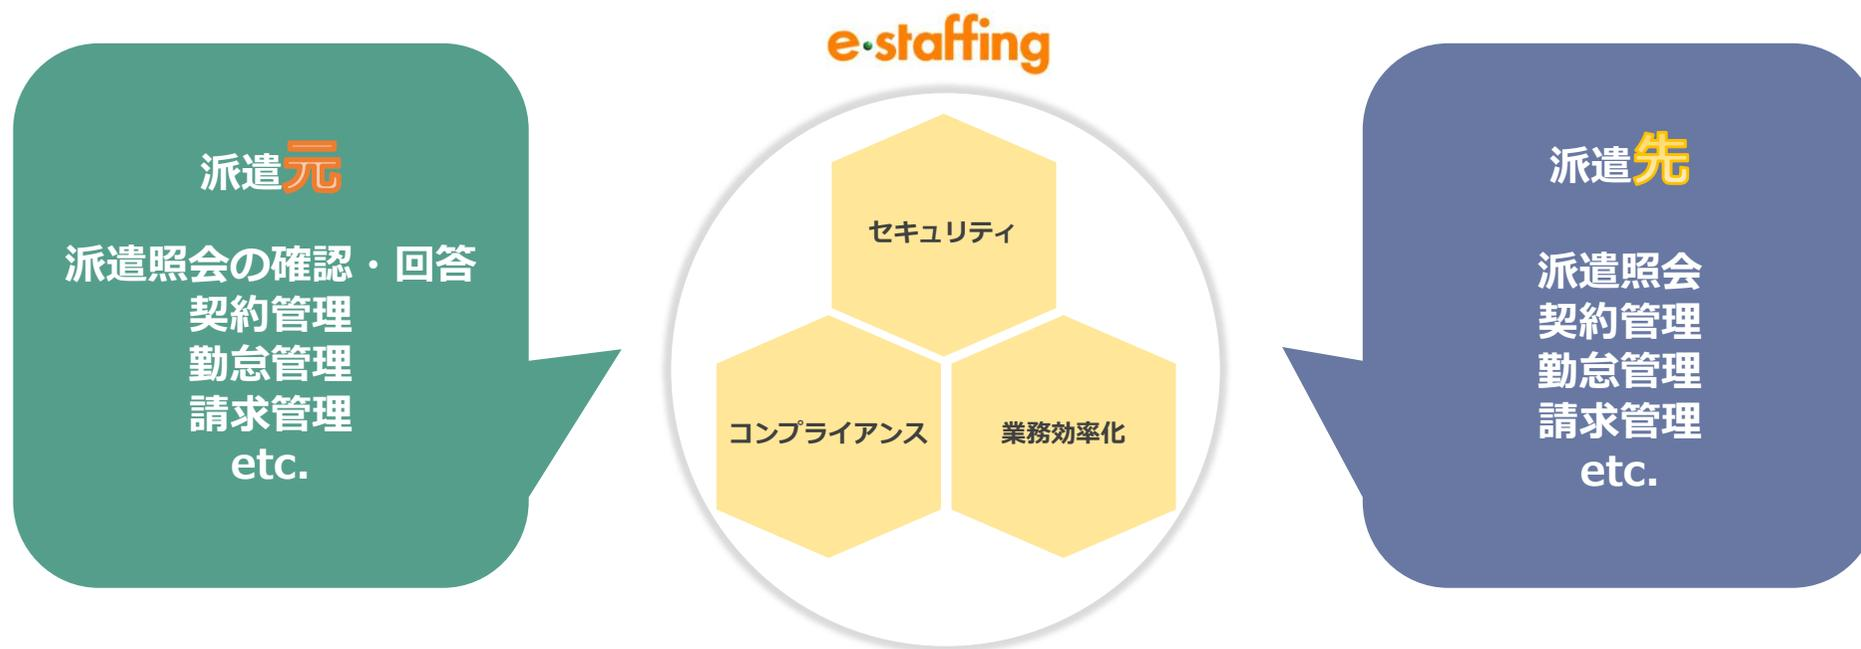 e-staffing
派遣元
派遣照会の確認・回答
契約管理
勤怠管理
請求管理
etc.
セキュリティ
コンプライアンス
業務効率化
派遣先
派遣照会
契約管理
勤怠管理
請求管理
etc.